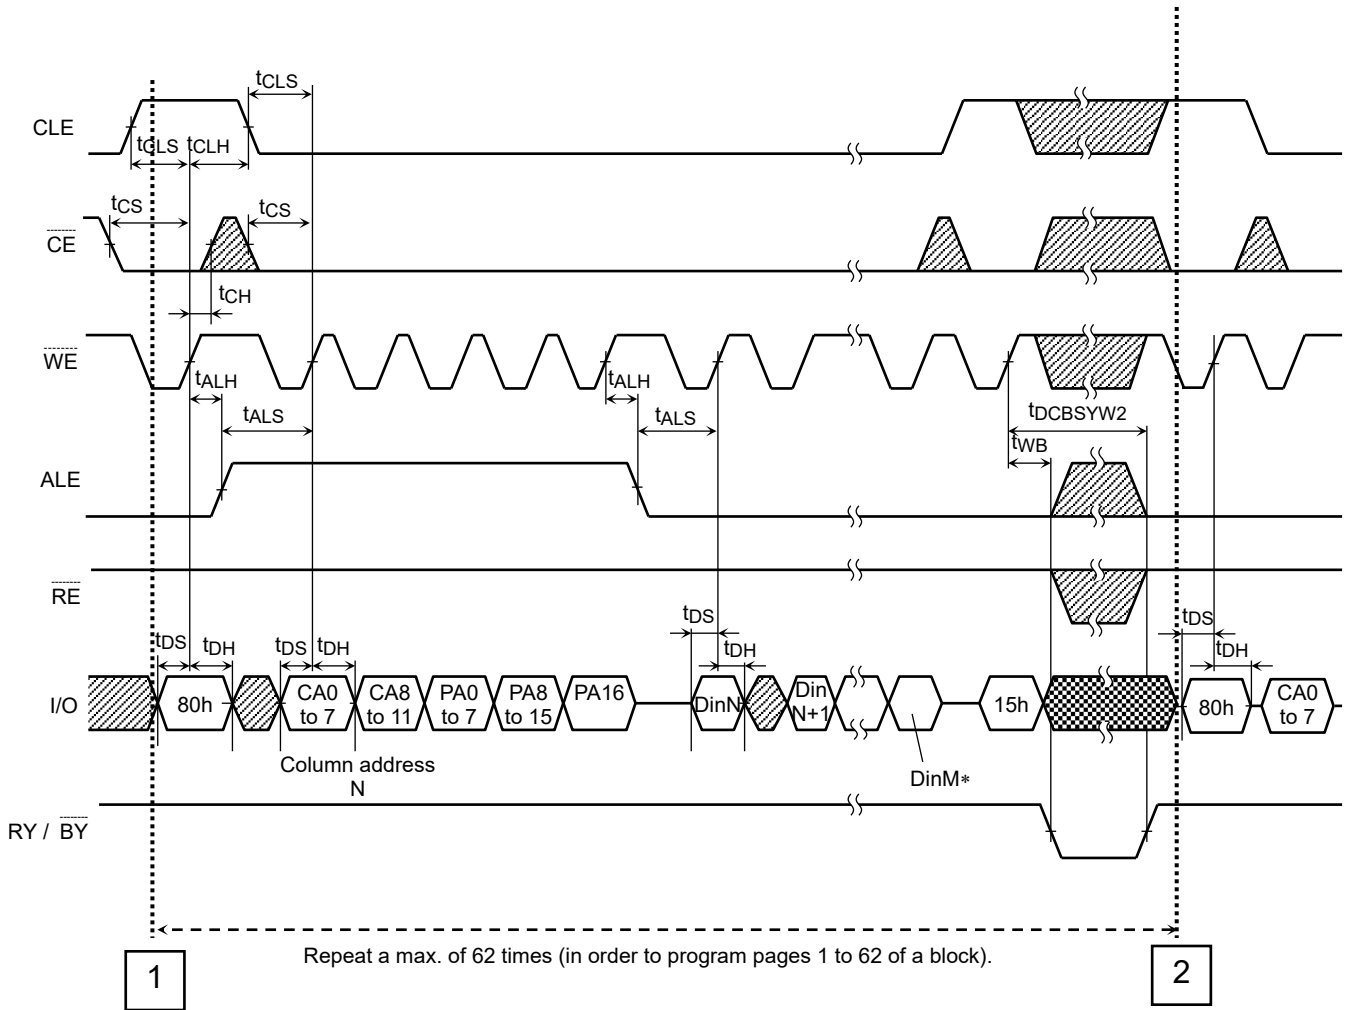 tCLS
CLE
tCLS tCLH
tCS
tCS
CE
tCH
WE
tALH
tALH
tALS
tALS
tDCBSYW2
tWB
ALE
RE
tDS
tDH
tDS
tDH
tDS
tDH
tDS
tDH
I/O
80h
CA0
to 7
CA8
to 11
PA0
to 7
PA8
to 15
PA16
DinN
Din
N+1
15h
80h
CA0
to 7
Column address
N
DinM*
RY / BY
Repeat a max. of 62 times (in order to program pages 1 to 62 of a block).
1
2